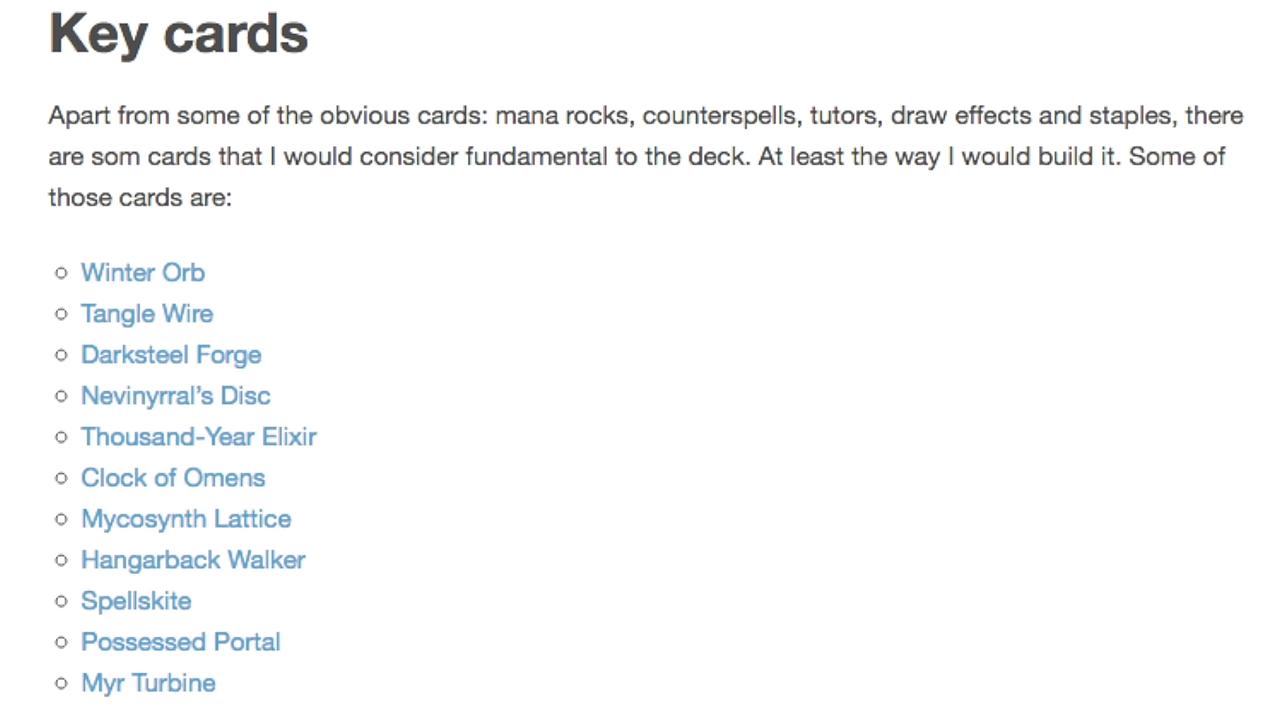 Key cards
Apart from some of the obvious cards: mana rocks, counterspells, tutors, draw effects and staples, there
are som cards that I would consider fundamental to the deck. At least the way I would build it. Some of
those cards are:
Winter Orb
Tangle Wire
Darksteel Forge
Nevinyrral’s Disc
Thousand-Year Elixir
Clock of Omens
Mycosynth Lattice
Hangarback Walker
Spellskite
Possessed Portal
Myr Turbine